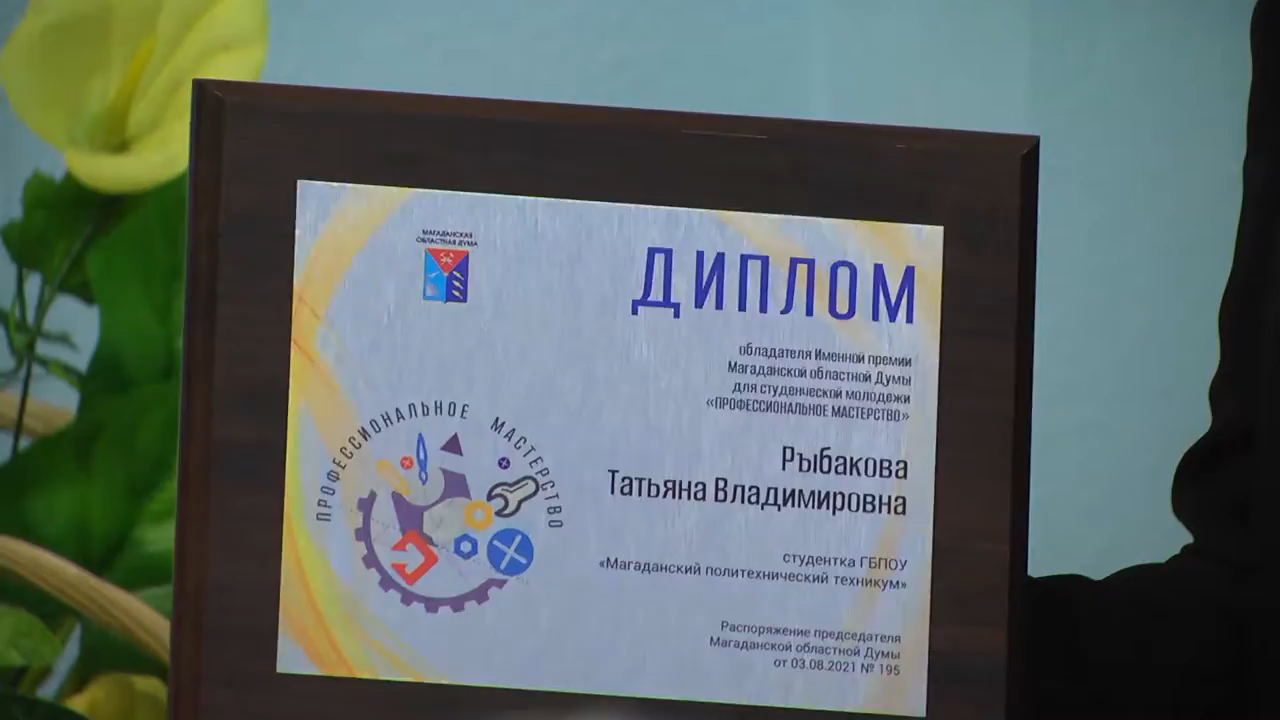 МАГАДАНСКАЯ
ОБЛАСТНАЯ ДУМА
ДИПЛОМ
обладателя Именной премии
Магаданской областной Думы
для студенческой молодежи
«ПРОФЕССИОНАЛЬНОЕ МАСТЕРСТВО»
ПРОФЕССИОНАЛЬНОЕ МАСТЕРСТВО
Рыбакова
Татьяна Владимировна
студентка ГБПОУ
«Магаданский политехнический техникум»
Распоряжение председателя
Магаданской областной Думы
от 03.08.2021 № 195